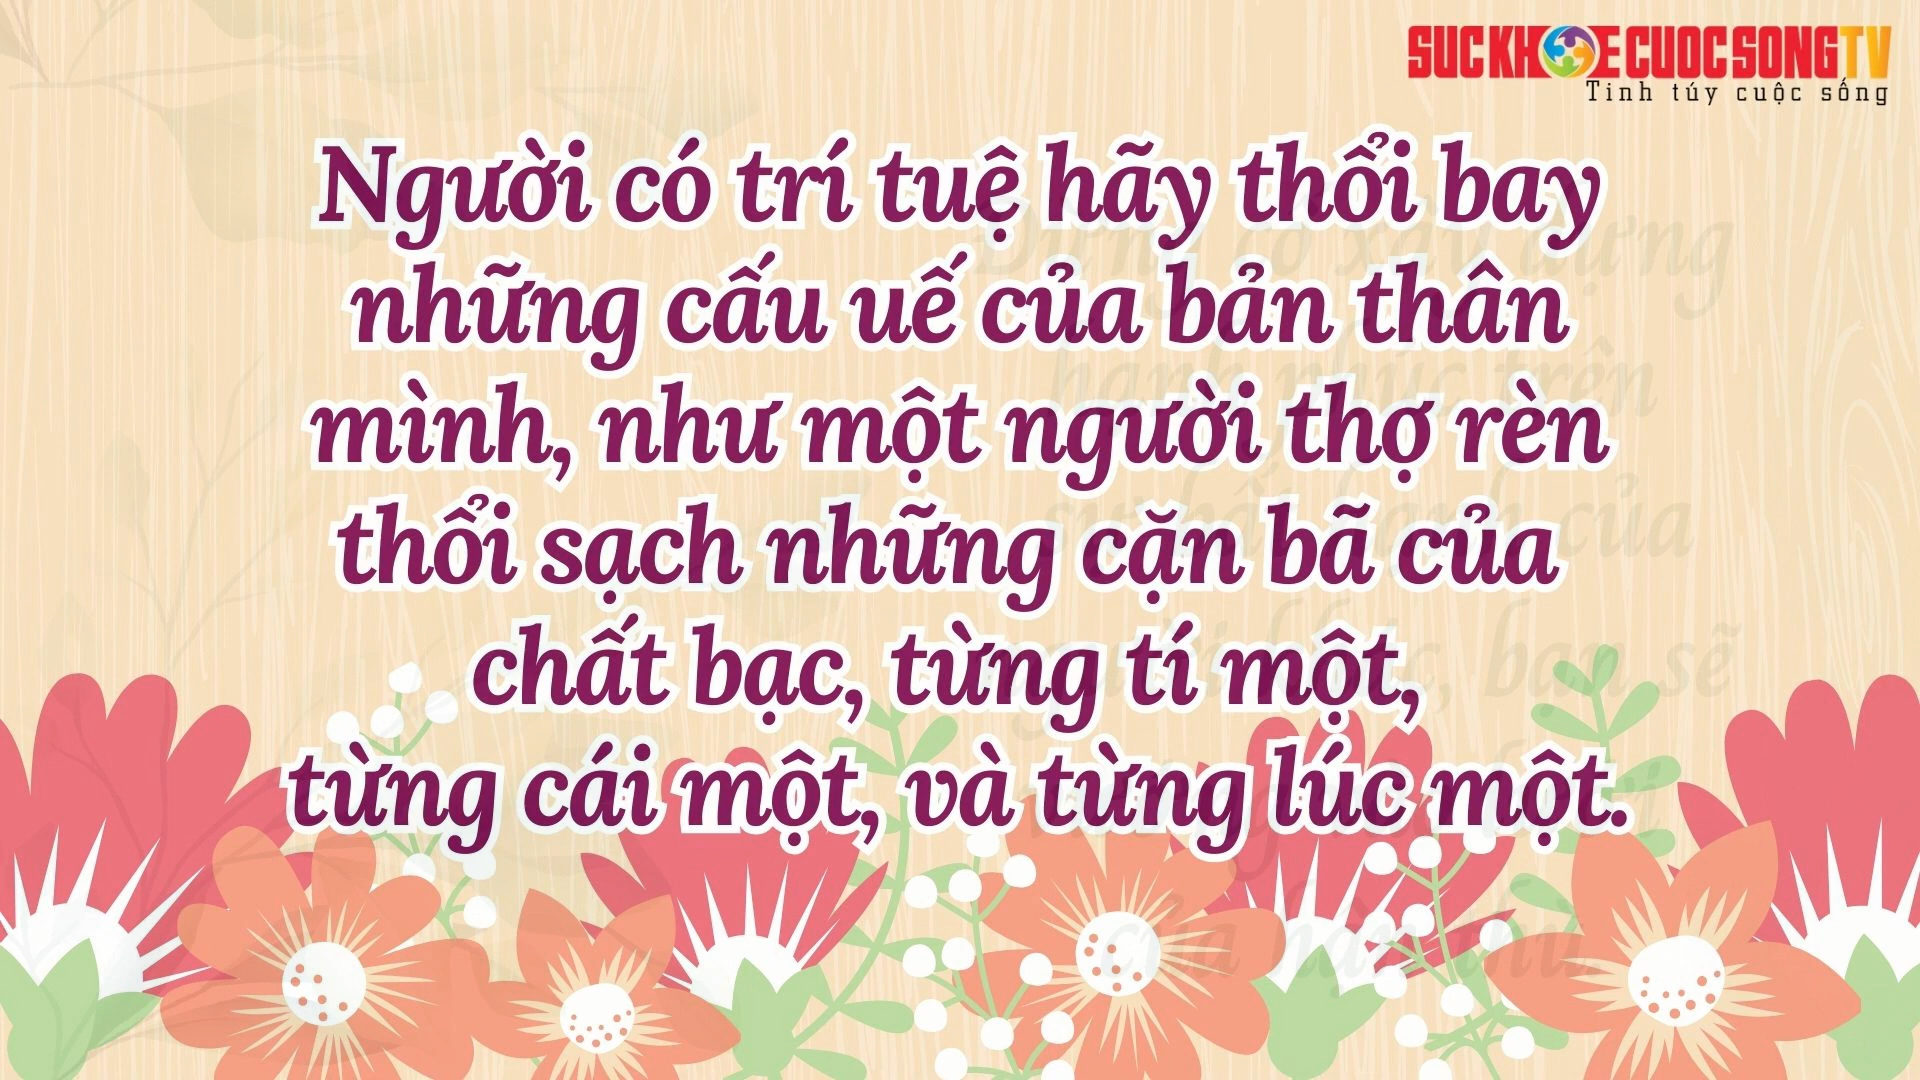 SUCKHOECUOCSONGTV
Tinh túy cuộc sống
Người có trí tuệ hãy thổi bay
những cấu uế của bản thân
mình, như một người thợ rèn
thổi sạch những cặn bã của
chất bạc, từng tí một,
từng cái một, và từng lúc một.